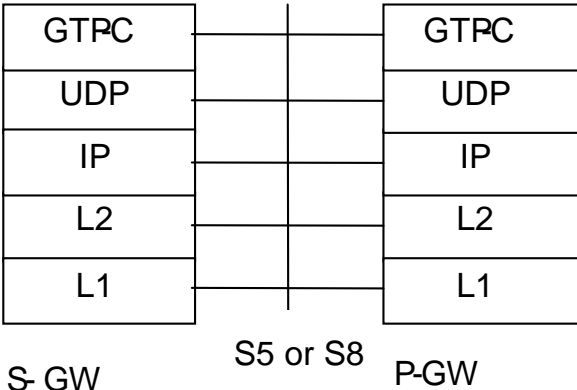 GTP-C GTP-C
UDP UDP
IP IP
L2 L2
L1 L1
S5 or S8
S- GW P-GW